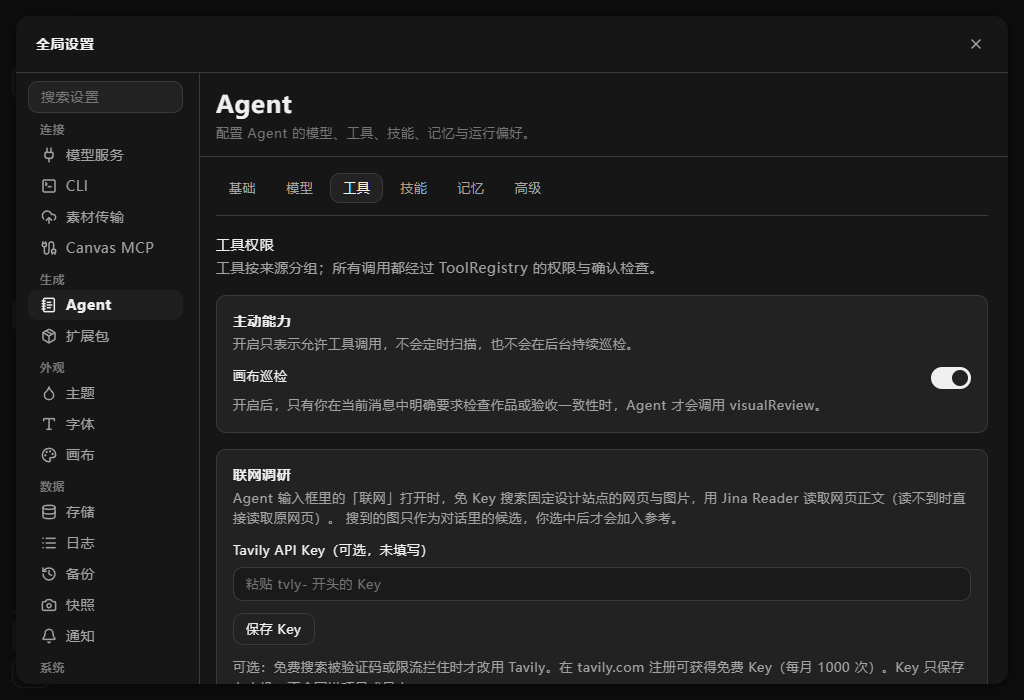 全局设置
搜索设置
连接
模型服务
CLI
素材传输
Canvas MCP
生成
Agent
扩展包
外观
主题
字体
画布
数据
存储
日志
备份
快照
通知
系统
Agent
配置 Agent 的模型、工具、技能、记忆与运行偏好。
基础 模型 工具 技能 记忆 高级
工具权限
工具按来源分组；所有调用都经过 ToolRegistry 的权限与确认检查。
主动能力
开启只表示允许工具调用，不会定时扫描，也不会在后台持续巡检。
画布巡检
开启后，只有你在当前消息中明确要求检查作品或验收一致性时，Agent 才会调用 visualReview。
联网调研
Agent 输入框里的「联网」打开时，免 Key 搜索固定设计站点的网页与图片，用 Jina Reader 读取网页正文（读不到时直
接读取原网页）。 搜到的图只作为对话里的候选，你选中后才会加入参考。
Tavily API Key（可选，未填写）
粘贴 tvly- 开头的 Key
保存 Key
可选：免费搜索被验证码或限流拦住时才改用 Tavily。在 tavily.com 注册可获得免费 Key（每月 1000 次）。Key 只保存